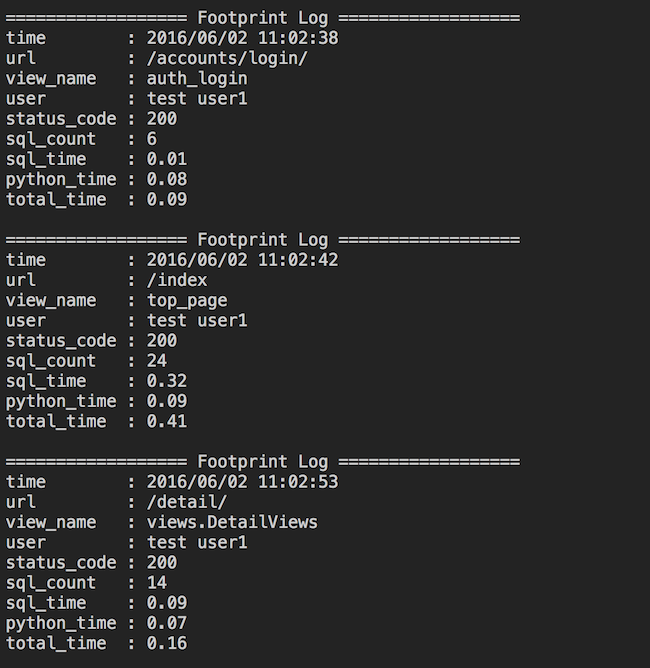 ================== Footprint Log ==================
time        : 2016/06/02 11:02:38
url         : /accounts/login/
view_name   : auth_login
user        : test user1
status_code : 200
sql_count   : 6
sql_time    : 0.01
python_time : 0.08
total_time  : 0.09
================== Footprint Log ==================
time        : 2016/06/02 11:02:42
url         : /index
view_name   : top_page
user        : test user1
status_code : 200
sql_count   : 24
sql_time    : 0.32
python_time : 0.09
total_time  : 0.41
================== Footprint Log ==================
time        : 2016/06/02 11:02:53
url         : /detail/
view_name   : views.DetailViews
user        : test user1
status_code : 200
sql_count   : 14
sql_time    : 0.09
python_time : 0.07
total_time  : 0.16